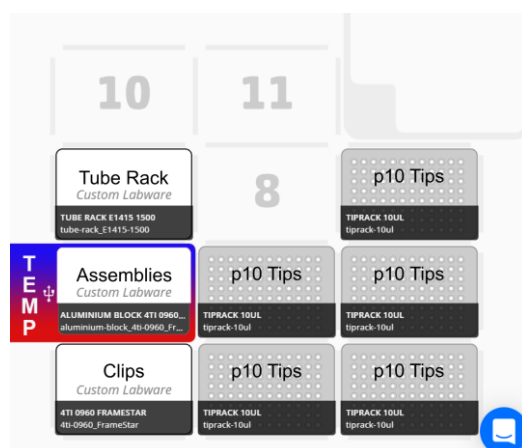 10
11
Tube Rack
Custom Labware
TUBE RACK E1415 1500
tube-rack_E1415-1500
8
p10 Tips
TIPRACK 10UL
tiprack-10ul
TEMP
Assemblies
Custom Labware
ALUMINIUM BLOCK 4TI 0960_...
aluminium-block_4ti-0960_Fr...
p10 Tips
TIPRACK 10UL
tiprack-10ul
p10 Tips
TIPRACK 10UL
tiprack-10ul
Clips
Custom Labware
4TI 0960 FRAMESTAR
4ti-0960_FrameStar
p10 Tips
TIPRACK 10UL
tiprack-10ul
p10 Tips
TIPRACK 10UL
tiprack-10ul